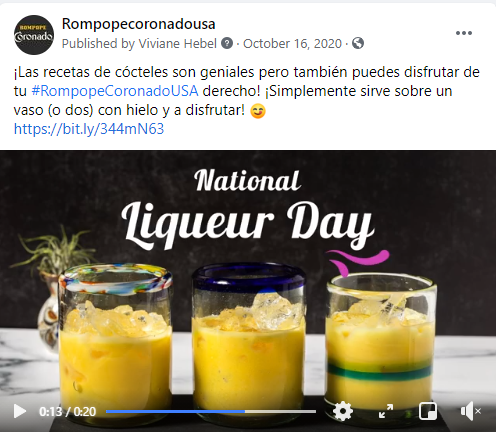 Rompopecoronadousa
Published by Viviane Hebel · October 16, 2020 ·
¡Las recetas de cócteles son geniales pero también puedes disfrutar de
tu #RompopeCoronadoUSA derecho! ¡Simplemente sirve sobre un
vaso (o dos) con hielo y a disfrutar! 😊
https://bit.ly/344mN63
ROMPOPE
Coronado
National
Liqueur Day
0:13 / 0:20